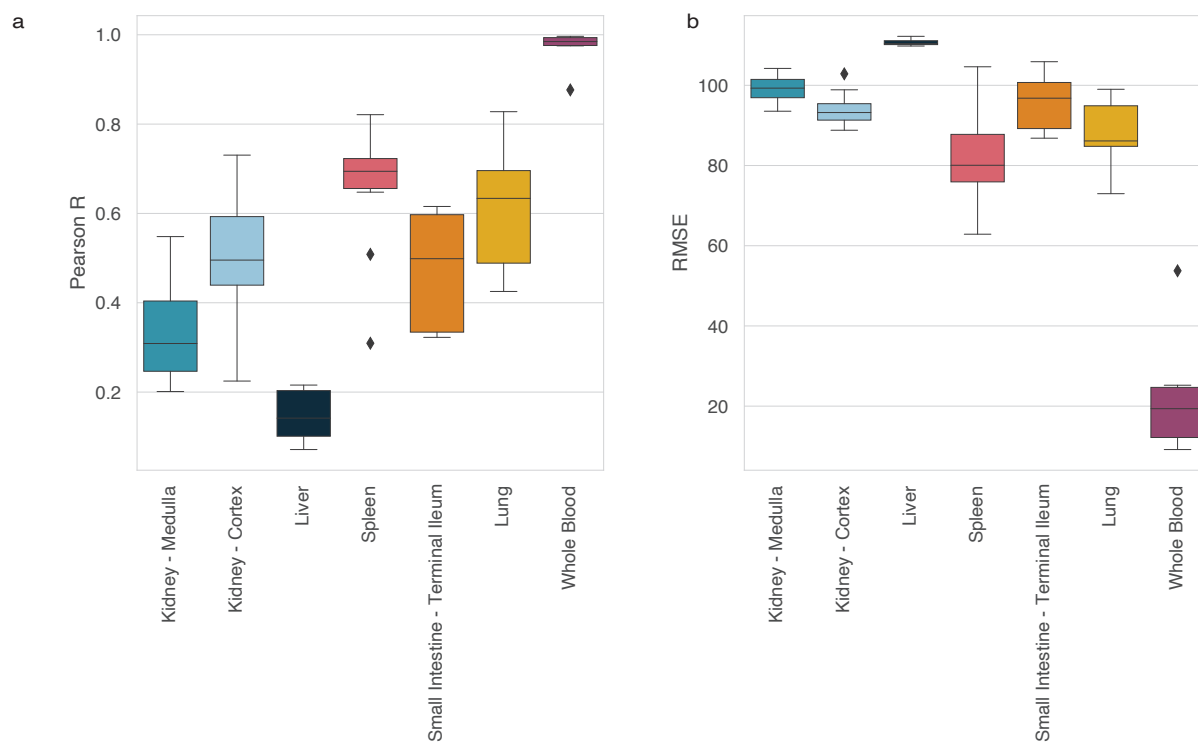 a
Pearson R
1.0
0.8
0.6
0.4
0.2
Kidney - Medulla
Kidney - Cortex
Liver
Spleen
Small Intestine - Terminal Ileum
Lung
Whole Blood
b
RMSE
100
80
60
40
20
Kidney - Medulla
Kidney - Cortex
Liver
Spleen
Small Intestine - Terminal Ileum
Lung
Whole Blood